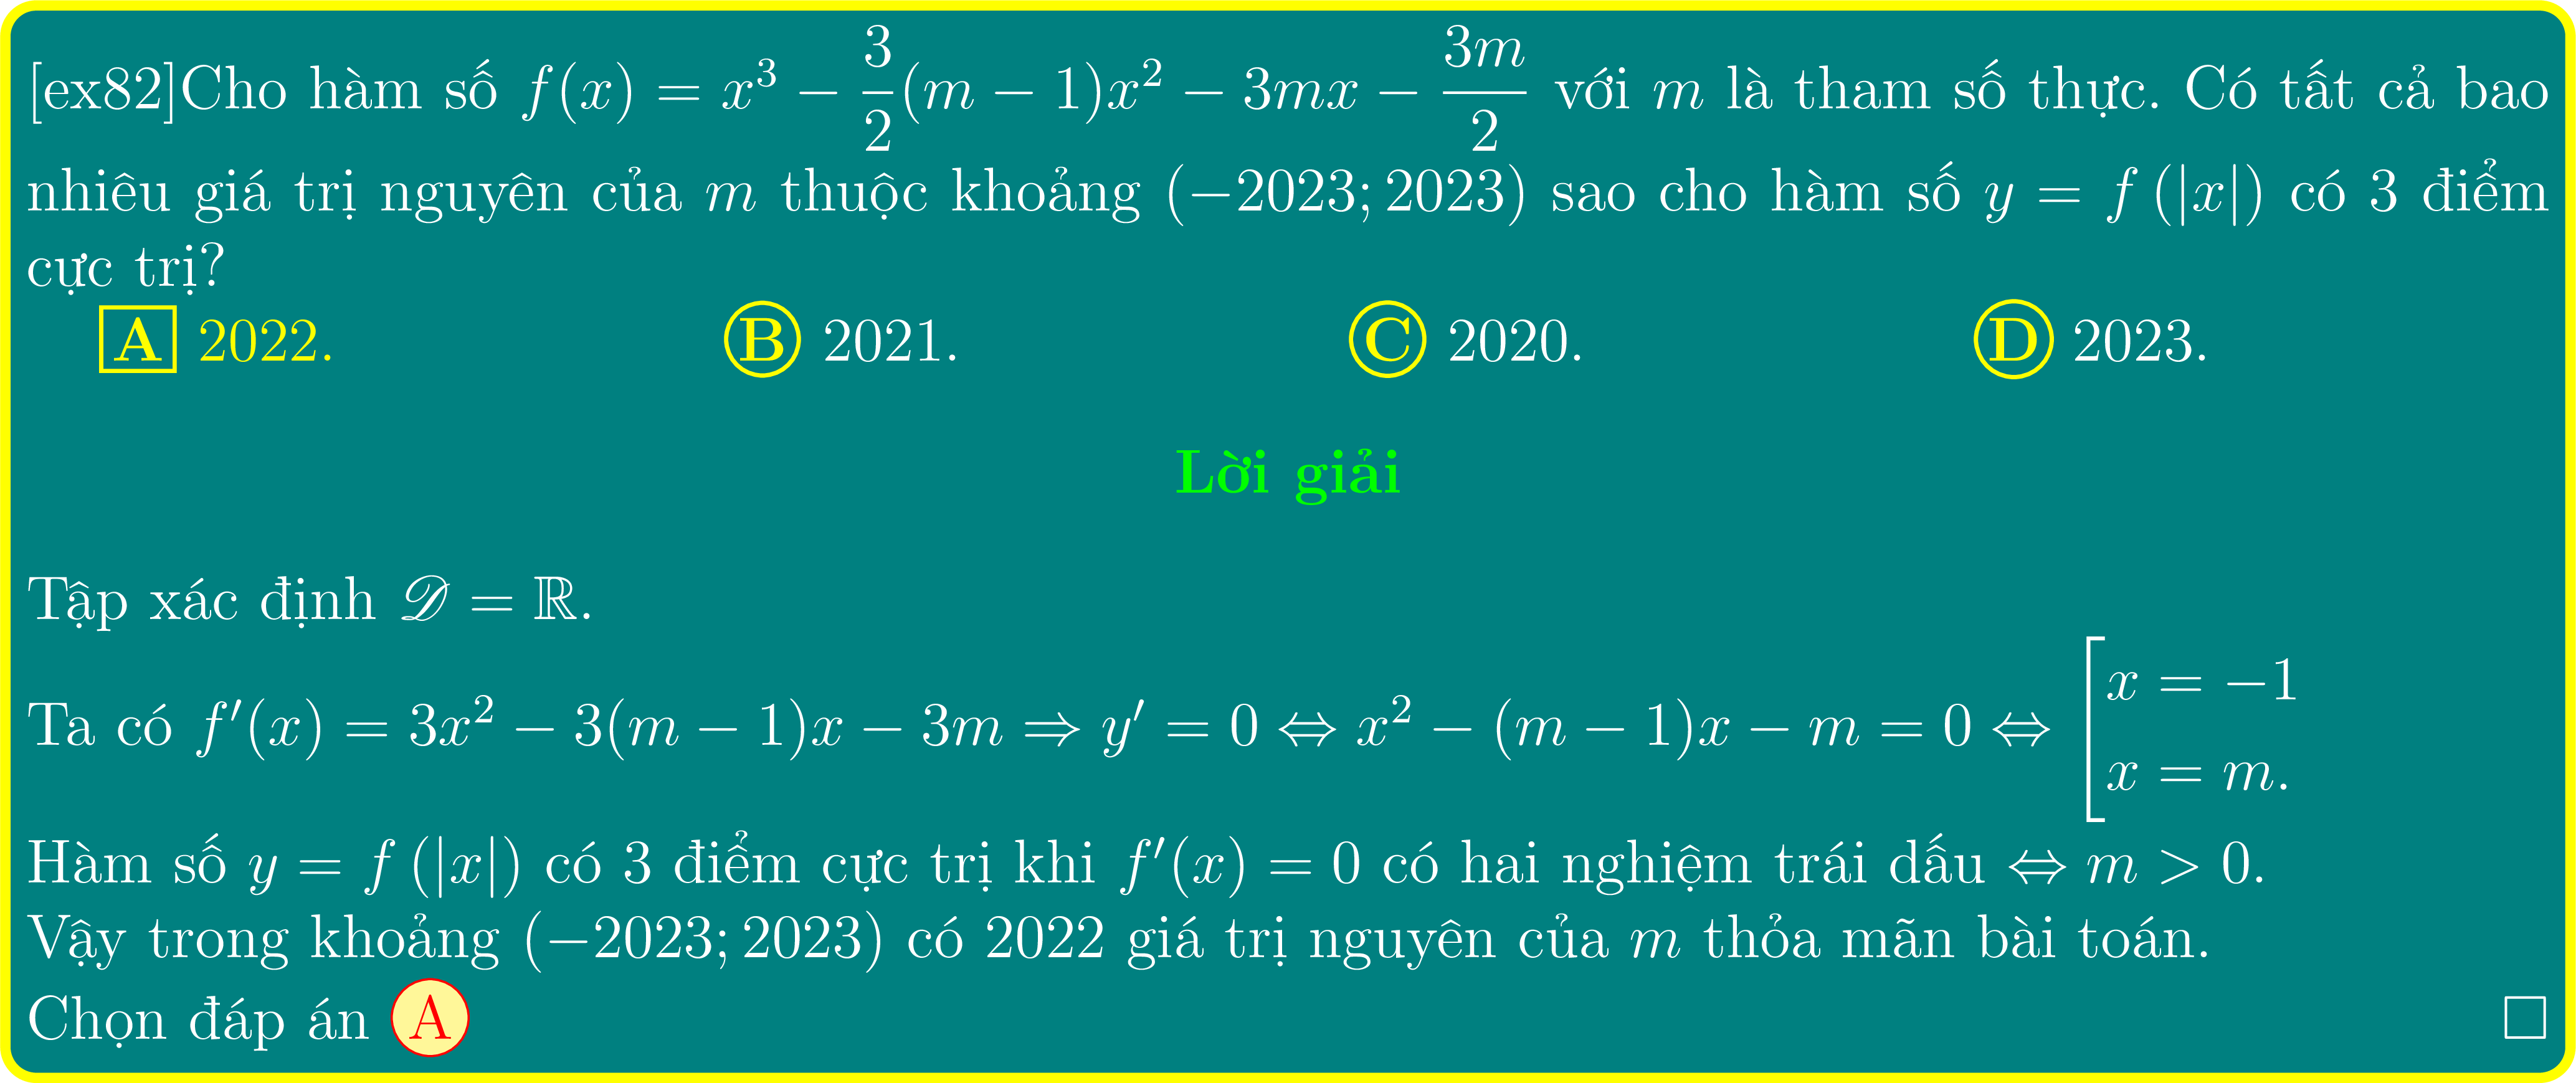 [ex82]Cho hàm số $f(x) = x^3 - \dfrac{3}{2}(m-1)x^2 - 3mx - \dfrac{3m}{2}$ với $m$ là tham số thực. Có tất cả bao
nhiêu giá trị nguyên của $m$ thuộc khoảng $(-2023; 2023)$ sao cho hàm số $y = f(|x|)$ có 3 điểm
cực trị?
A 2022. B 2021. C 2020. D 2023.
Lời giải
Tập xác định $\mathscr{D} = \mathbb{R}$.
Ta có $f'(x) = 3x^2 - 3(m-1)x - 3m \Rightarrow y' = 0 \Leftrightarrow x^2 - (m-1)x - m = 0 \Leftrightarrow \left[\begin{array}{l} x = -1 \\ x = m. \end{array}\right.$
Hàm số $y = f(|x|)$ có 3 điểm cực trị khi $f'(x) = 0$ có hai nghiệm trái dấu $\Leftrightarrow m > 0$.
Vậy trong khoảng $(-2023; 2023)$ có 2022 giá trị nguyên của $m$ thỏa mãn bài toán.
Chọn đáp án A □